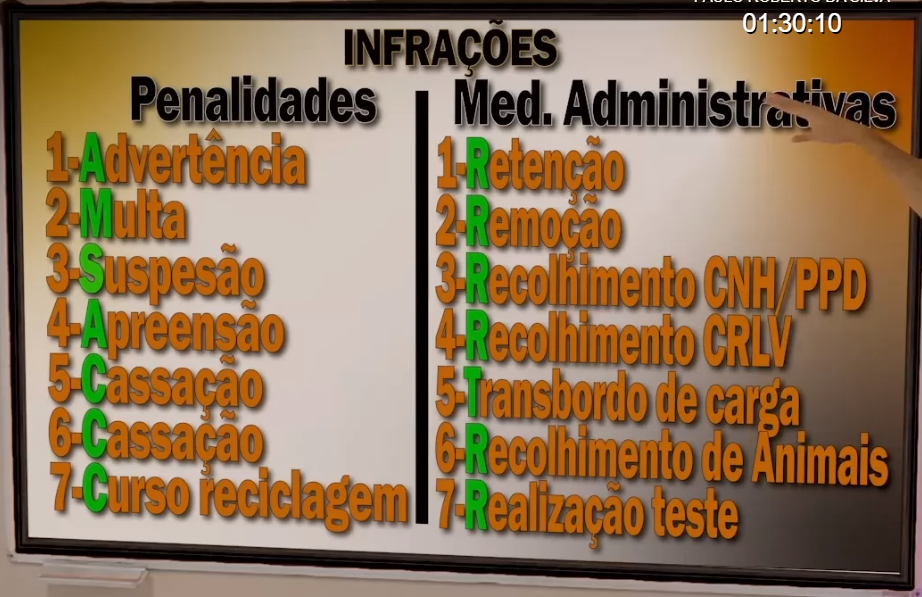 01:30:10
INFRAÇÕES
Penalidades
1-Advertência
2-Multa
3-Suspesão
4-Apreensão
5-Cassação
6-Cassação
7-Curso reciclagem
Med. Administrativas
1-Retenção
2-Remoção
3-Recolhimento CNH/PPD
4-Recolhimento CRLV
5-Transbordo de carga
6-Recolhimento de Animais
7-Realização teste